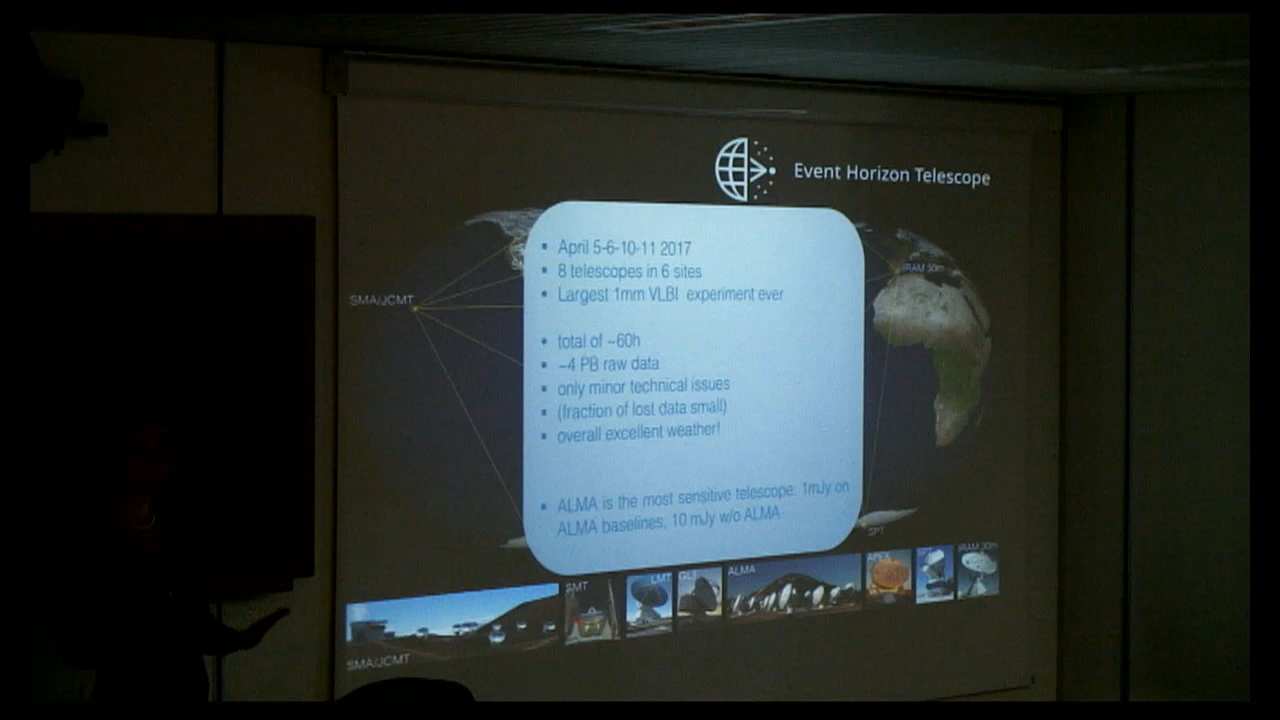 Event Horizon Telescope
SMA/JCMT
IRAM 30m
▪ April 5-6-10-11 2017
▪ 8 telescopes in 6 sites
▪ Largest 1mm VLBI experiment ever
▪ total of ~60h
▪ ~4 PB raw data
▪ only minor technical issues
▪ (fraction of lost data small)
▪ overall excellent weather!
▪ ALMA is the most sensitive telescope: 1mJy on
ALMA baselines, 10 mJy w/o ALMA
SPT
SMT
LMT
GLT
ALMA
APEX
SPT
IRAM 30m
SMA/JCMT